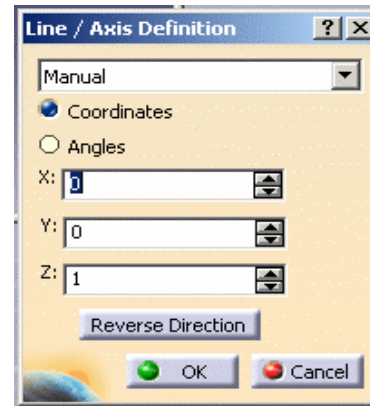 Line / Axis Definition ? X
Manual
Coordinates
Angles
X: 0
Y: 0
Z: 1
Reverse Direction
OK Cancel